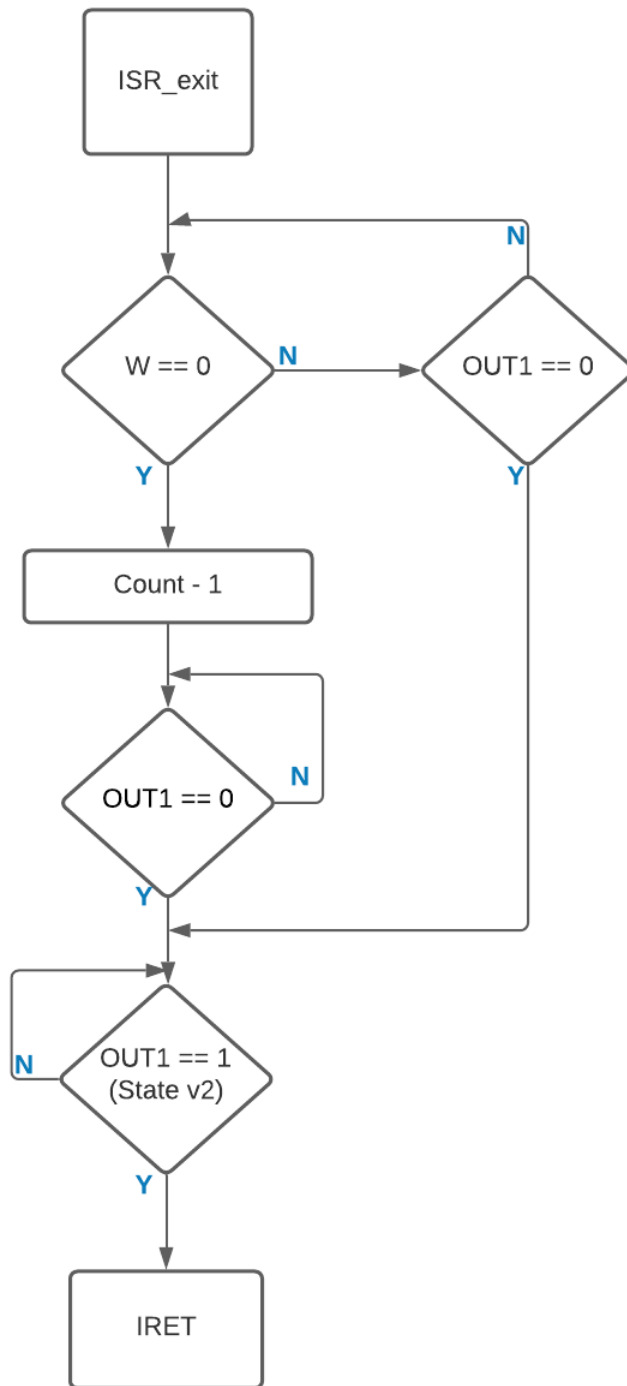 ISR_exit
N
W == 0
N
OUT1 == 0
Y
Y
Count - 1
N
OUT1 == 0
Y
OUT1 == 1
(State v2)
N
Y
IRET